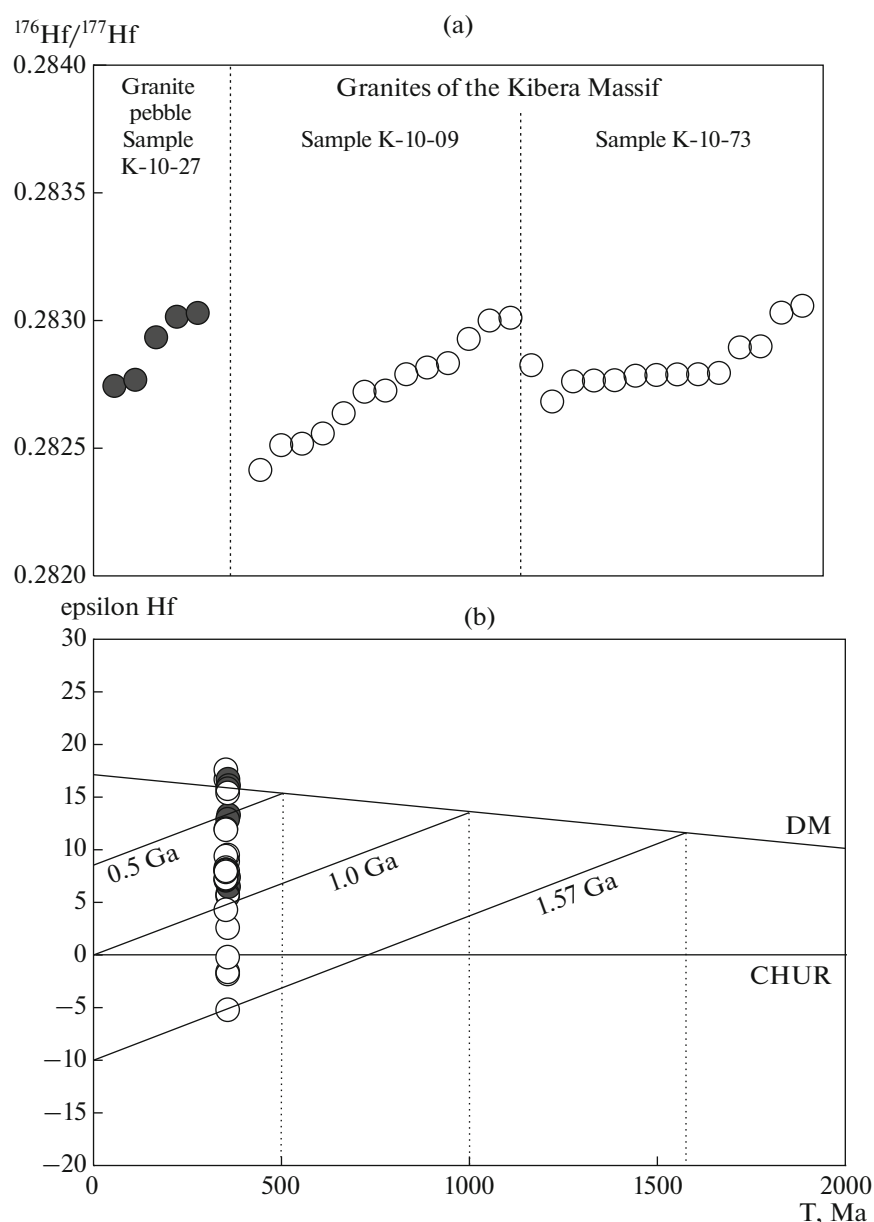 (a)
¹⁷⁶Hf/¹⁷⁷Hf
0.2840
0.2835
0.2830
0.2825
0.2820
Granite
pebble
Sample
K-10-27
Granites of the Kibera Massif
Sample K-10-09
Sample K-10-73
epsilon Hf
(b)
30
25
20
15
10
5
0
−5
−10
−15
−20
DM
0.5 Ga
1.0 Ga
1.57 Ga
CHUR
0
500
1000
1500
2000
T, Ma